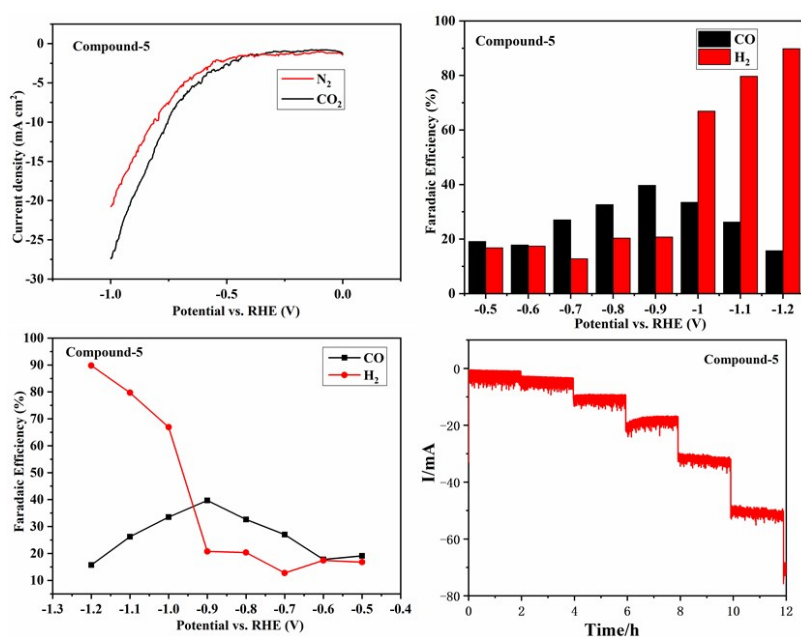 Compound-5
N₂
CO₂
0
-5
-10
-15
-20
-25
-30
Current density (mA cm²)
-1.0
-0.5
0.0
Potential vs. RHE (V)
Compound-5
CO
H₂
100
80
60
40
20
0
Faradaic Efficiency (%)
-0.5 -0.6 -0.7 -0.8 -0.9 -1 -1.1 -1.2
Potential vs. RHE (V)
Compound-5
CO
H₂
100
90
80
70
60
50
40
30
20
10
Faradaic Efficiency (%)
-1.2 -1.1 -1.0 -0.9 -0.8 -0.7 -0.6 -0.5 -0.4
Potential vs. RHE (V)
Compound-5
0
-20
-40
-60
-80
I/mA
0 2 4 6 8 10 12
Time/h